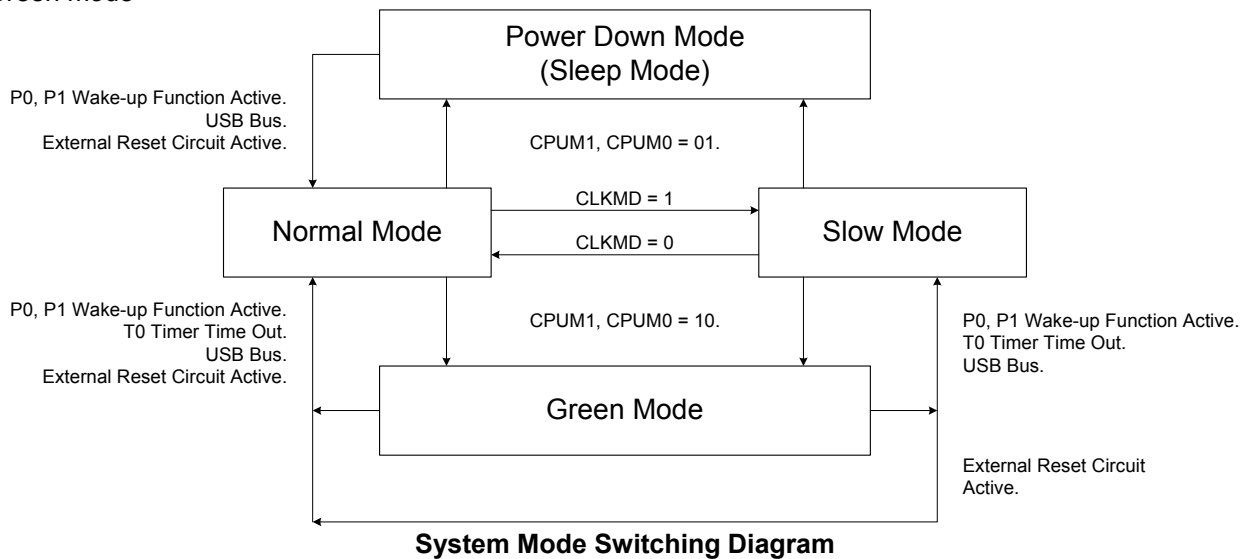 Power Down Mode
(Sleep Mode)
P0, P1 Wake-up Function Active.
USB Bus.
External Reset Circuit Active.
CPUM1, CPUM0 = 01.
Normal Mode
CLKMD = 1
CLKMD = 0
Slow Mode
P0, P1 Wake-up Function Active.
T0 Timer Time Out.
USB Bus.
External Reset Circuit Active.
CPUM1, CPUM0 = 10.
P0, P1 Wake-up Function Active.
T0 Timer Time Out.
USB Bus.
Green Mode
External Reset Circuit
Active.
System Mode Switching Diagram